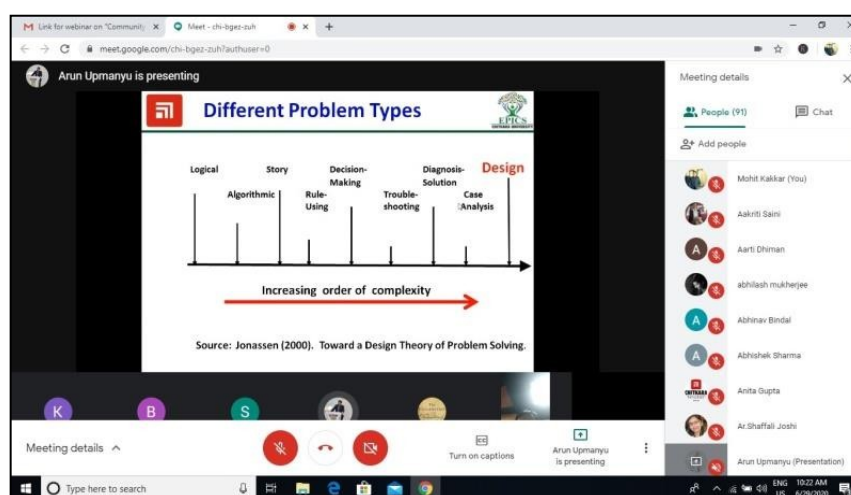 Link for webinar on "Community
Meet - chi-bgez-zuh
meet.google.com/chi-bgez-zuh?authuser=0
Arun Upmanyu is presenting
Different Problem Types
EPICS
Logical
Story
Decision-
Making
Diagnosis-
Solution
Design
Algorithmic
Rule-
Using
Trouble-
shooting
Case
Analysis
Increasing order of complexity
Source: Jonassen (2000). Toward a Design Theory of Problem Solving.
K
B
S
Meeting details
Turn on captions
Arun Upmanyu
is presenting
Meeting details
People (91)
Chat
Add people
Mohit Kakkar (You)
Aakriti Saini
A
Aarti Dhiman
abhilash mukherjee
A
Abhinav Bindal
A
Abhishek Sharma
CHITKARA
Anita Gupta
Ar.Shaffali Joshi
Arun Upmanyu (Presentation)
Type here to search
ENG
US
10:22 AM
6/29/2020